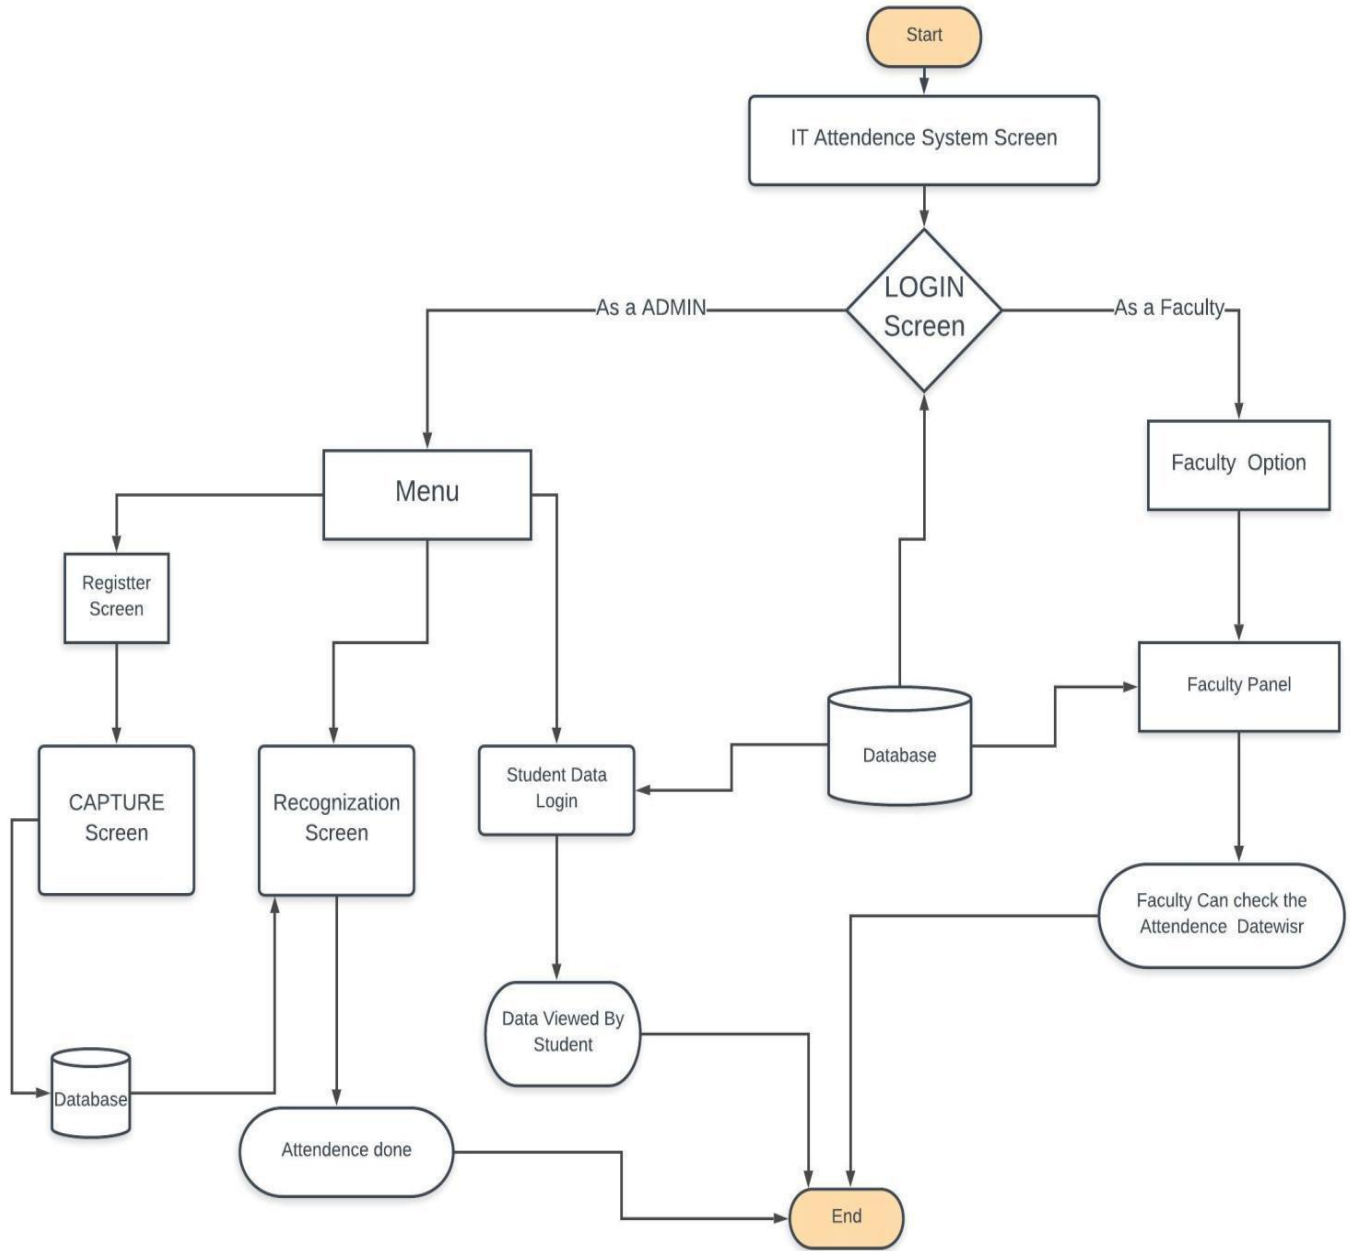 Start
IT Attendence System Screen
LOGIN
Screen
As a ADMIN
As a Faculty
Faculty Option
Menu
Registter
Screen
Faculty Panel
Database
CAPTURE
Screen
Recognization
Screen
Student Data
Login
Faculty Can check the
Attendence Datewisr
Data Viewed By
Student
Database
Attendence done
End